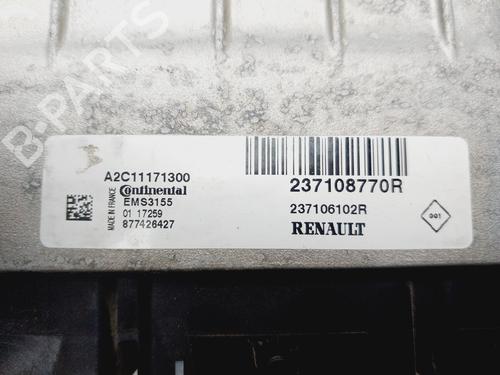 B-PARTS
A2C11171300
Continental
EMS3155
01 17259
877426427
MADE IN FRANCE
237108770R
237106102R
RENAULT
001